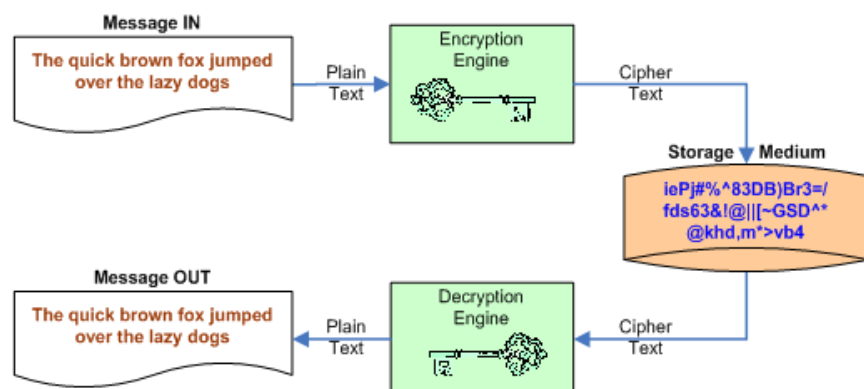 Message IN
The quick brown fox jumped
over the lazy dogs
Plain
Text
Encryption
Engine
Cipher
Text
Storage Medium
iePj#%^83DB)Br3=/
fds63&!@||[~GSD^*
@khd,m*>vb4
Message OUT
The quick brown fox jumped
over the lazy dogs
Plain
Text
Decryption
Engine
Cipher
Text